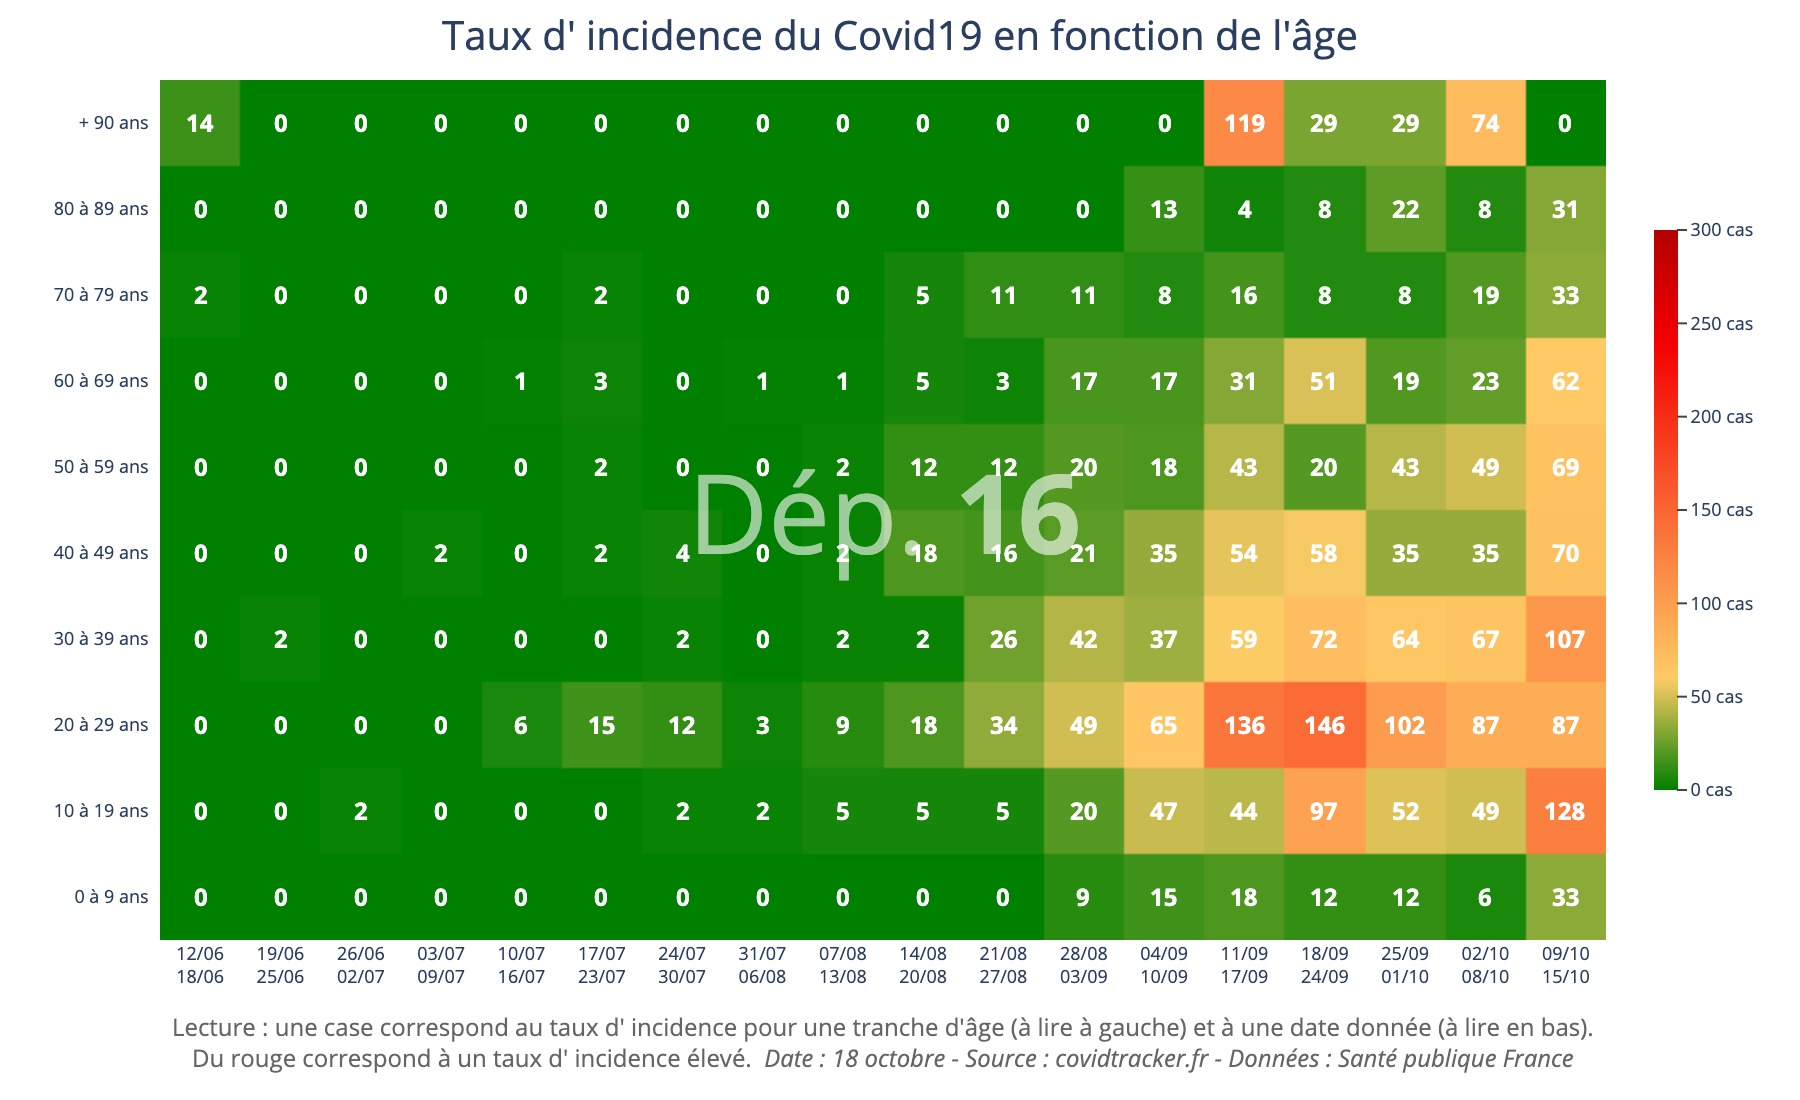 Taux d' incidence du Covid19 en fonction de l'âge
+ 90 ans 14 0 0 0 0 0 0 0 0 0 0 0 0 119 29 29 74 0
80 à 89 ans 0 0 0 0 0 0 0 0 0 0 0 0 13 4 8 22 8 31
70 à 79 ans 2 0 0 0 0 2 0 0 0 5 11 11 8 16 8 8 19 33
60 à 69 ans 0 0 0 0 1 3 0 1 1 5 3 17 17 31 51 19 23 62
50 à 59 ans 0 0 0 0 0 2 0 0 2 12 12 20 18 43 20 43 49 69
Dép. 16
40 à 49 ans 0 0 0 2 0 2 4 0 2 18 16 21 35 54 58 35 35 70
30 à 39 ans 0 2 0 0 0 0 2 0 2 2 26 42 37 59 72 64 67 107
20 à 29 ans 0 0 0 0 6 15 12 3 9 18 34 49 65 136 146 102 87 87
10 à 19 ans 0 0 2 0 0 0 2 2 5 5 5 20 47 44 97 52 49 128
0 à 9 ans 0 0 0 0 0 0 0 0 0 0 0 9 15 18 12 12 6 33
12/06 19/06 26/06 03/07 10/07 17/07 24/07 31/07 07/08 14/08 21/08 28/08 04/09 11/09 18/09 25/09 02/10 09/10
18/06 25/06 02/07 09/07 16/07 23/07 30/07 06/08 13/08 20/08 27/08 03/09 10/09 17/09 24/09 01/10 08/10 15/10
300 cas
250 cas
200 cas
150 cas
100 cas
50 cas
0 cas
Lecture : une case correspond au taux d' incidence pour une tranche d'âge (à lire à gauche) et à une date donnée (à lire en bas).
Du rouge correspond à un taux d' incidence élevé. Date : 18 octobre - Source : covidtracker.fr - Données : Santé publique France